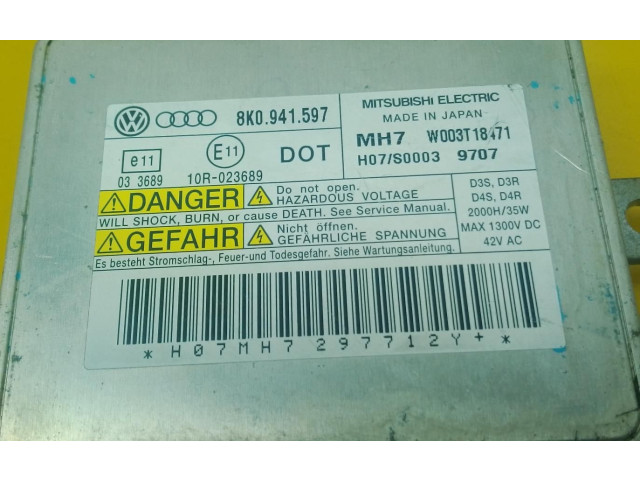 8K0.941.597
MITSUBISHI ELECTRIC
MADE IN JAPAN
e11
E11
DOT
MH7 W003T18471
H07/S0003 9707
03 3689
10R-023689
DANGER
Do not open.
HAZARDOUS VOLTAGE
WILL SHOCK, BURN, or cause DEATH. See Service Manual.
GEFAHR
Nicht öffnen.
GEFÄHRLICHE SPANNUNG
Es besteht Stromschlag-, Feuer-und Todesgefahr. Siehe Wartungsanleitung.
D3S, D3R
D4S, D4R
2000H/35W
MAX 1300V DC
42V AC
*H07MH7297712Y+*